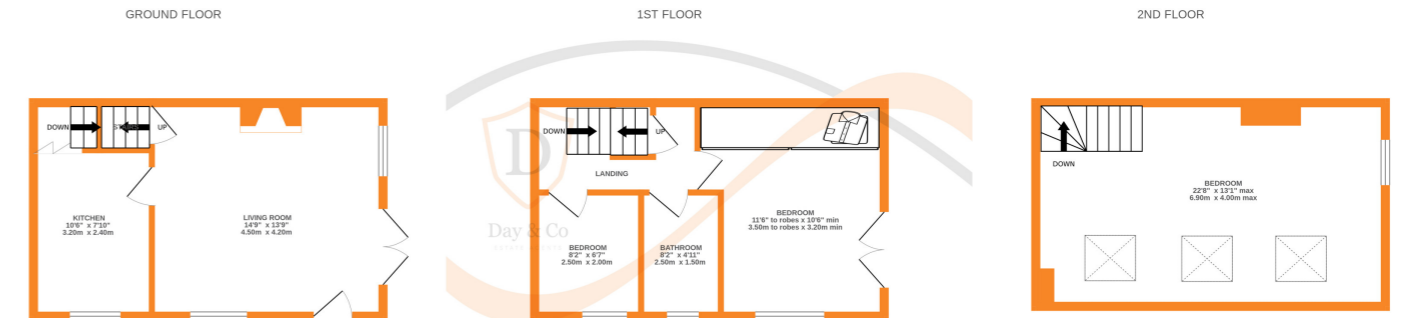 GROUND FLOOR
1ST FLOOR
2ND FLOOR
DOWN
STAIRS
UP
KITCHEN
10'6" x 7'10"
3.20m x 2.40m
LIVING ROOM
14'9" x 13'9"
4.50m x 4.20m
DOWN
UP
LANDING
D
Day & Co
BEDROOM
8'2" x 6'7"
2.50m x 2.00m
BATHROOM
8'2" x 4'11"
2.50m x 1.50m
BEDROOM
11'6" to robes x 10'6" min
3.50m to robes x 3.20m min
DOWN
BEDROOM
22'8" x 13'1" max
6.90m x 4.00m max